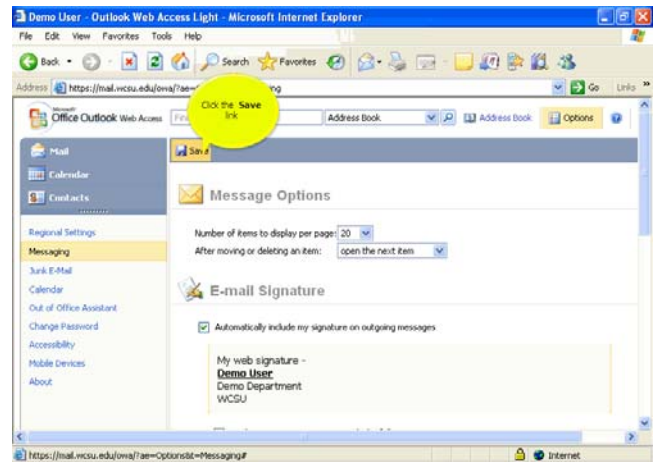 Demo User - Outlook Web Access Light - Microsoft Internet Explorer
File Edit View Favorites Tools Help
Back Search Favorites
Address https://mail.wcsu.edu/owa/?ae= Go Links »
Click the Save
link
Microsoft
Office Outlook Web Access Address Book Address Book Options
Mail
Save
Calendar
Contacts
Message Options
Regional Settings
Number of items to display per page: 20
Messaging
After moving or deleting an item: open the next item
Junk E-Mail
Calendar
E-mail Signature
Out of Office Assistant
Change Password
Automatically include my signature on outgoing messages
Accessibility
Mobile Devices
About
My web signature -
Demo User
Demo Department
WCSU
https://mail.wcsu.edu/owa/?ae=Options&t=Messaging# Internet